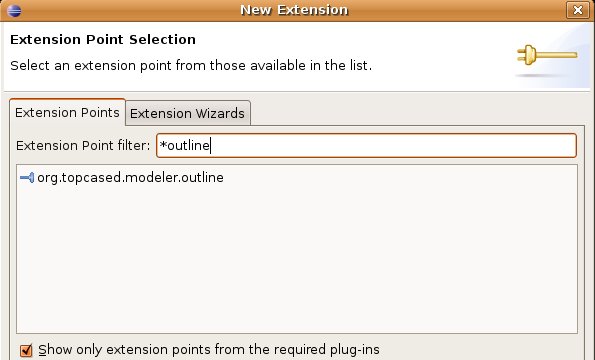 New Extension
Extension Point Selection
Select an extension point from those available in the list.
Extension Points Extension Wizards
Extension Point filter: *outline
org.topcased.modeler.outline
Show only extension points from the required plug-ins